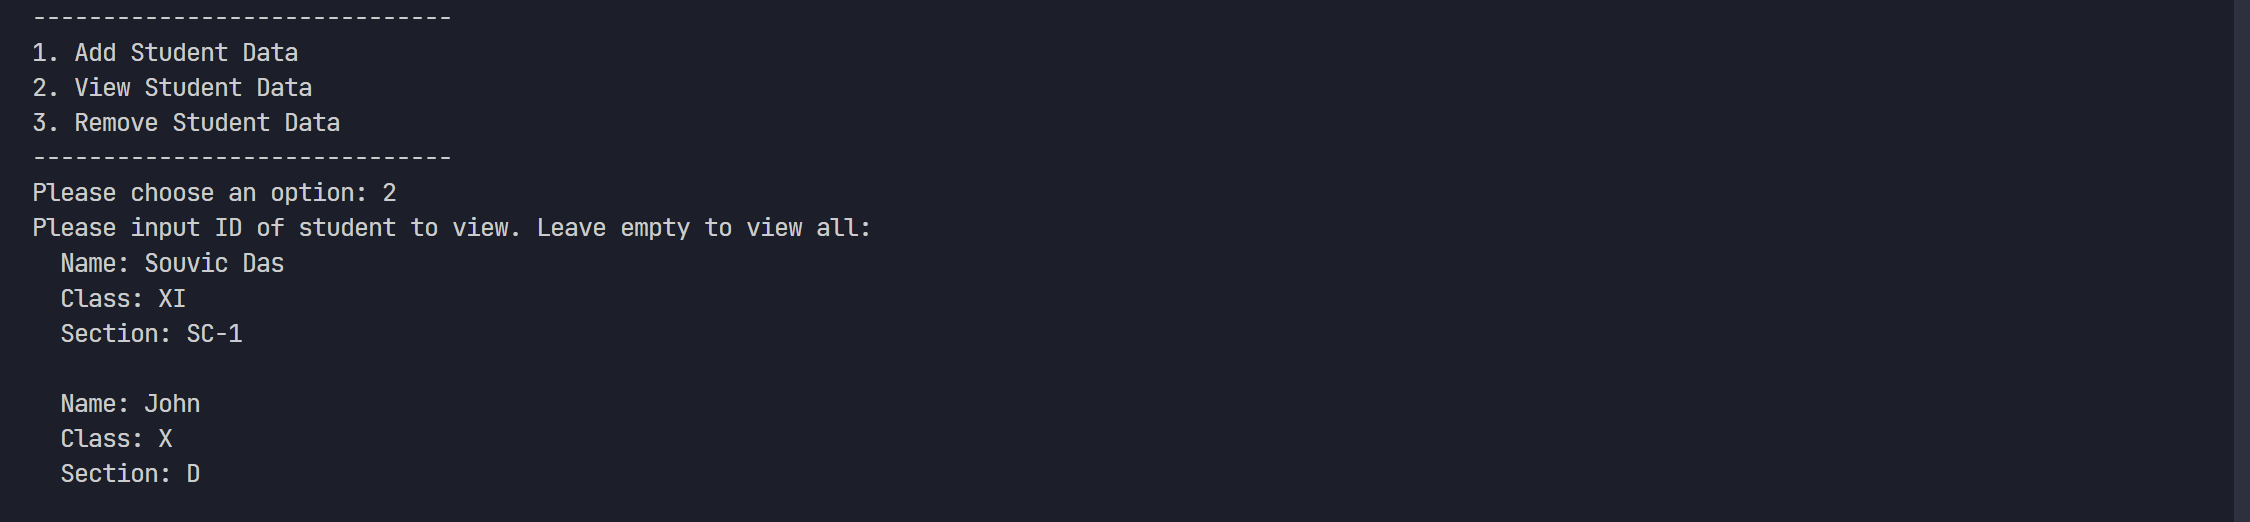 ------------------------------
1. Add Student Data
2. View Student Data
3. Remove Student Data
------------------------------
Please choose an option: 2
Please input ID of student to view. Leave empty to view all:
  Name: Souvic Das
  Class: XI
  Section: SC-1

  Name: John
  Class: X
  Section: D